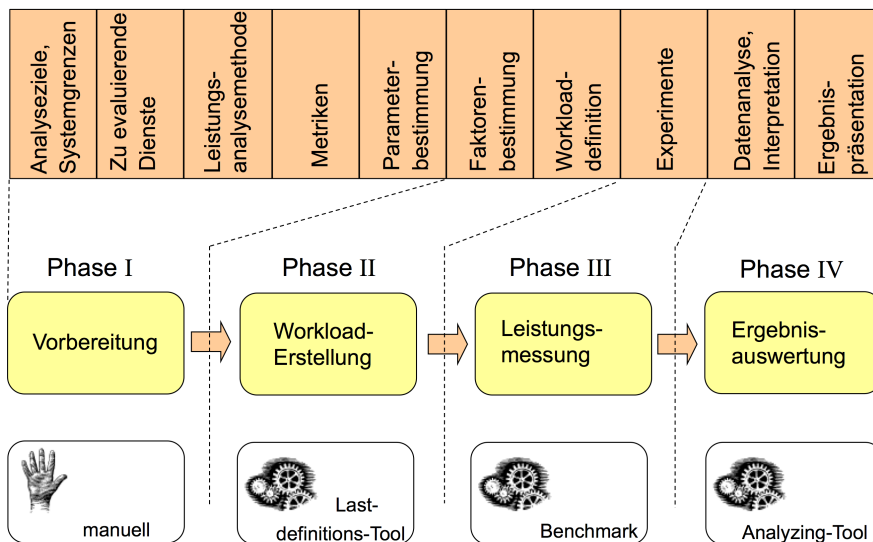 Analyseziele,
Systemgrenzen
Zu evaluierende
Dienste
Leistungs-
analysemethode
Metriken
Parameter-
bestimmung
Faktoren-
bestimmung
Workload-
definition
Experimente
Datenanalyse,
Interpretation
Ergebnis-
präsentation
Phase I
Phase II
Phase III
Phase IV
Vorbereitung
Workload-
Erstellung
Leistungs-
messung
Ergebnis-
auswertung
manuell
Last-
definitions-Tool
Benchmark
Analyzing-Tool